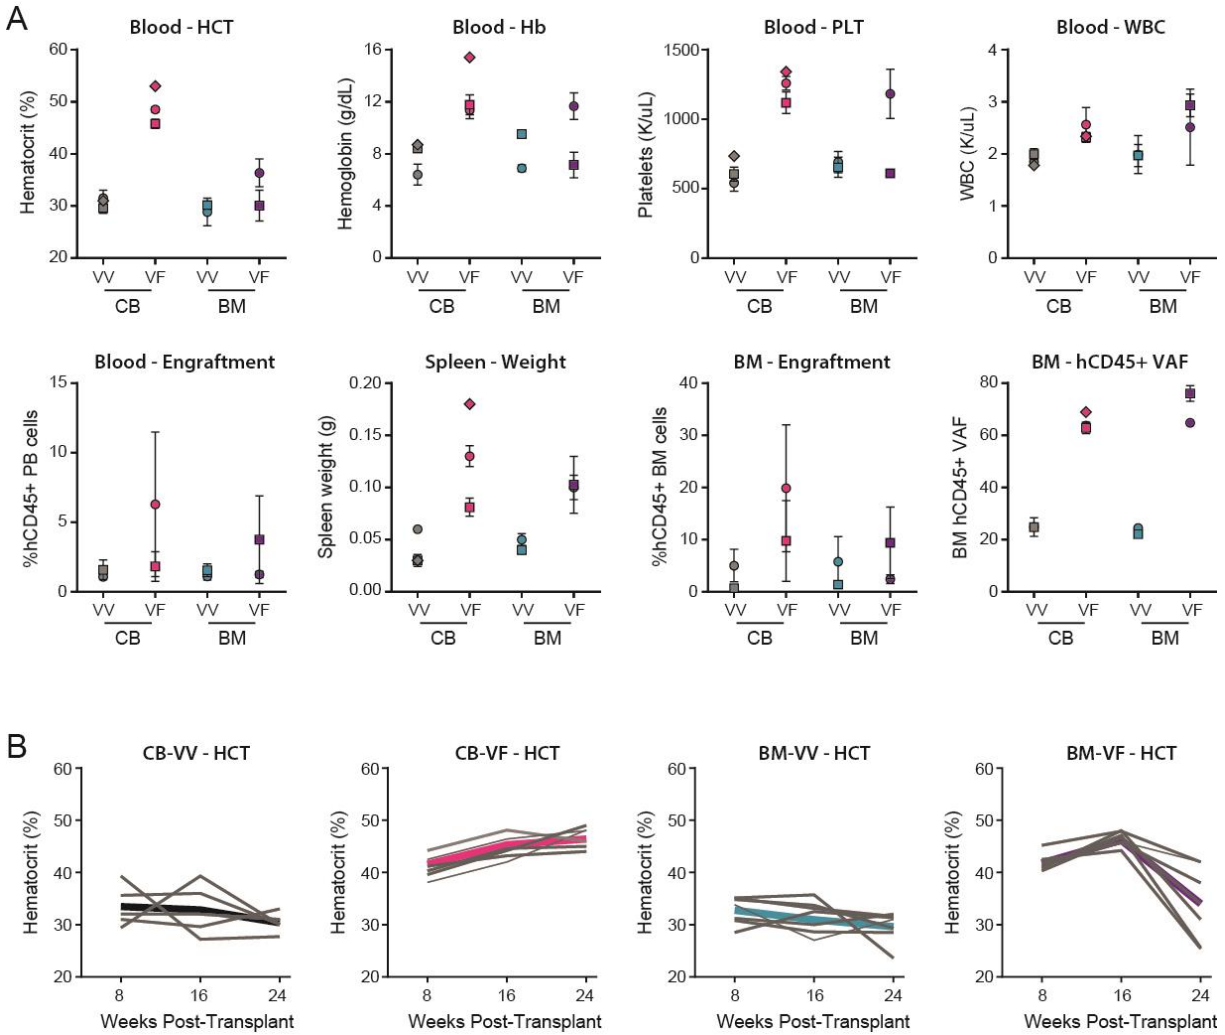 A
Blood - HCT
Hematocrit (%)
60
50
40
30
20
VV
VF
VV
VF
CB
BM
Blood - Hb
Hemoglobin (g/dL)
16
12
8
4
0
VV
VF
VV
VF
CB
BM
Blood - PLT
Platelets (K/uL)
1500
1000
500
0
VV
VF
VV
VF
CB
BM
Blood - WBC
WBC (K/uL)
4
3
2
1
0
VV
VF
VV
VF
CB
BM
Blood - Engraftment
%hCD45+ PB cells
15
10
5
0
VV
VF
VV
VF
CB
BM
Spleen - Weight
Spleen weight (g)
0.20
0.15
0.10
0.05
0.00
VV
VF
VV
VF
CB
BM
BM - Engraftment
%hCD45+ BM cells
40
30
20
10
0
VV
VF
VV
VF
CB
BM
BM - hCD45+ VAF
BM hCD45+ VAF
80
60
40
20
0
VV
VF
VV
VF
CB
BM
B
CB-VV - HCT
Hematocrit (%)
60
50
40
30
20
8
16
24
Weeks Post-Transplant
CB-VF - HCT
Hematocrit (%)
60
50
40
30
20
8
16
24
Weeks Post-Transplant
BM-VV - HCT
Hematocrit (%)
60
50
40
30
20
8
16
24
Weeks Post-Transplant
BM-VF - HCT
Hematocrit (%)
60
50
40
30
20
8
16
24
Weeks Post-Transplant